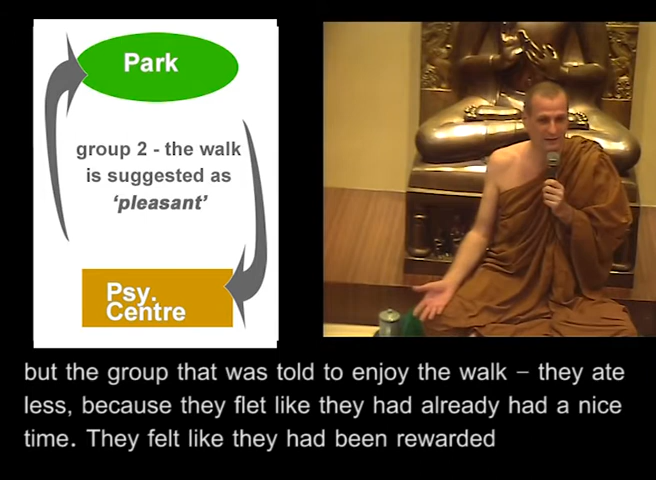 Park
group 2 - the walk
is suggested as
‘pleasant’
Psy.
Centre
but the group that was told to enjoy the walk – they ate
less, because they flet like they had already had a nice
time. They felt like they had been rewarded